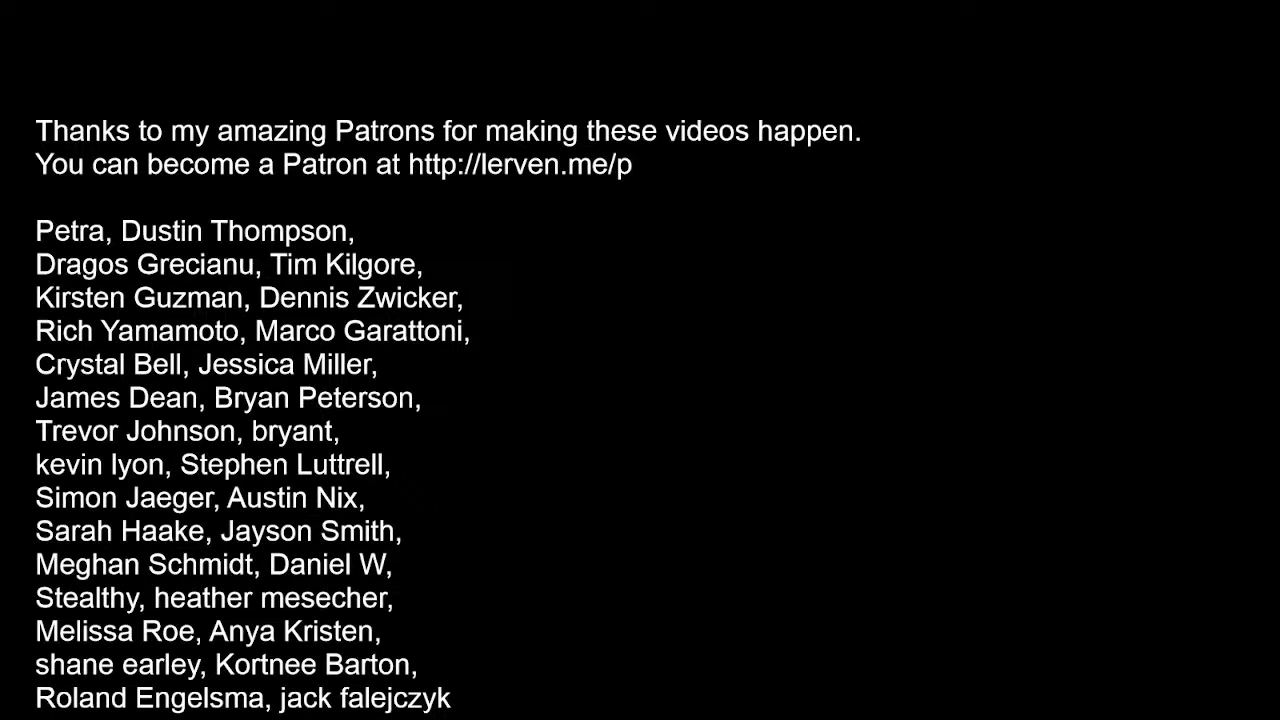 Thanks to my amazing Patrons for making these videos happen.
You can become a Patron at http://lerven.me/p
Petra, Dustin Thompson,
Dragos Grecianu, Tim Kilgore,
Kirsten Guzman, Dennis Zwicker,
Rich Yamamoto, Marco Garattoni,
Crystal Bell, Jessica Miller,
James Dean, Bryan Peterson,
Trevor Johnson, bryant,
kevin lyon, Stephen Luttrell,
Simon Jaeger, Austin Nix,
Sarah Haake, Jayson Smith,
Meghan Schmidt, Daniel W,
Stealthy, heather mesecher,
Melissa Roe, Anya Kristen,
shane earley, Kortnee Barton,
Roland Engelsma, jack falejczyk